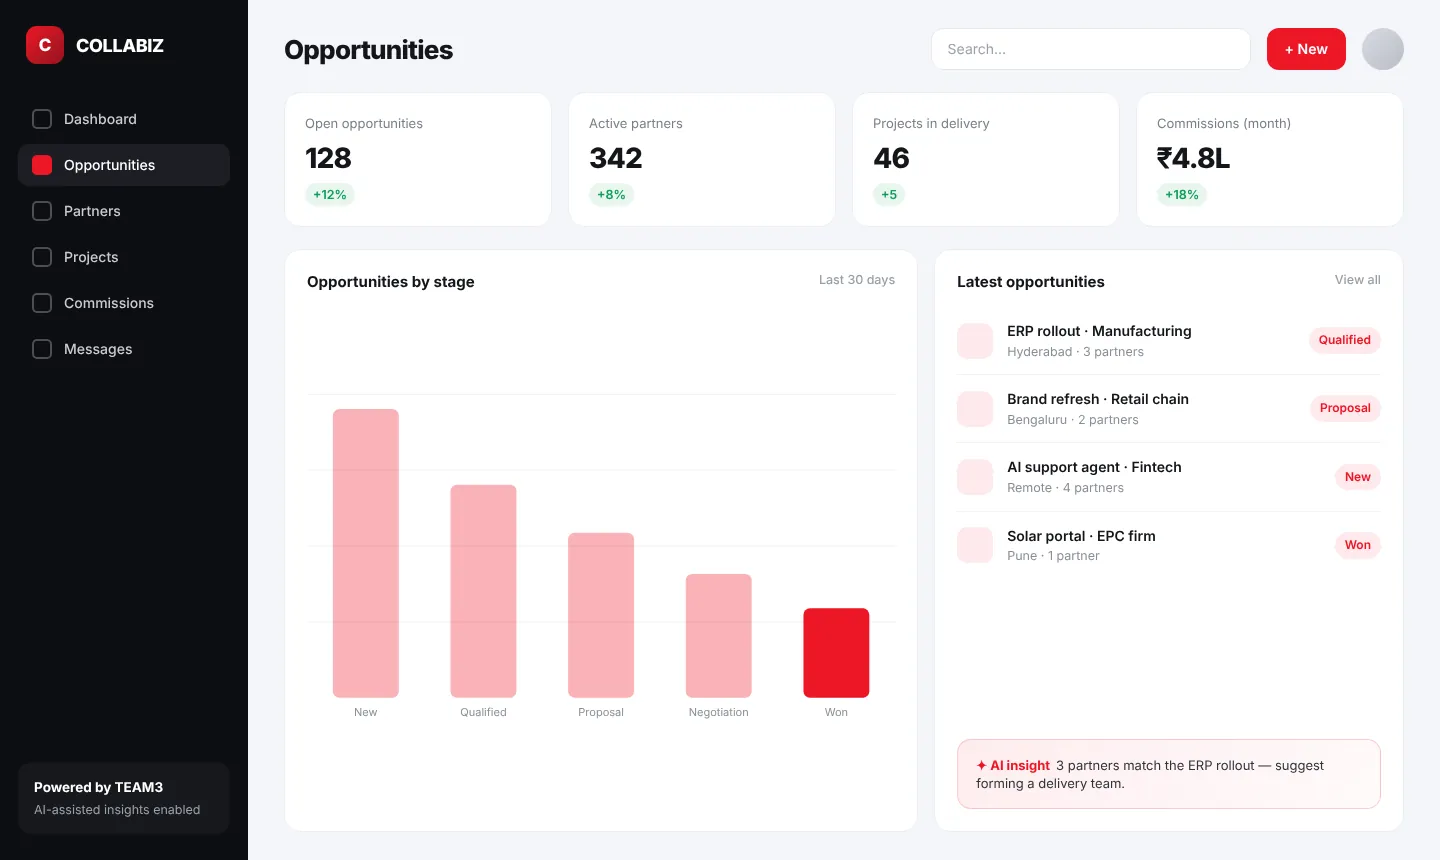 C COLLABIZ
Dashboard
Opportunities
Partners
Projects
Commissions
Messages
Powered by TEAM3
AI-assisted insights enabled
Opportunities
Search...
+ New
Open opportunities
128
+12%
Active partners
342
+8%
Projects in delivery
46
+5
Commissions (month)
₹4.8L
+18%
Opportunities by stage
Last 30 days
New
Qualified
Proposal
Negotiation
Won
Latest opportunities
View all
ERP rollout · Manufacturing
Hyderabad · 3 partners
Qualified
Brand refresh · Retail chain
Bengaluru · 2 partners
Proposal
AI support agent · Fintech
Remote · 4 partners
New
Solar portal · EPC firm
Pune · 1 partner
Won
✦ AI insight 3 partners match the ERP rollout — suggest
forming a delivery team.